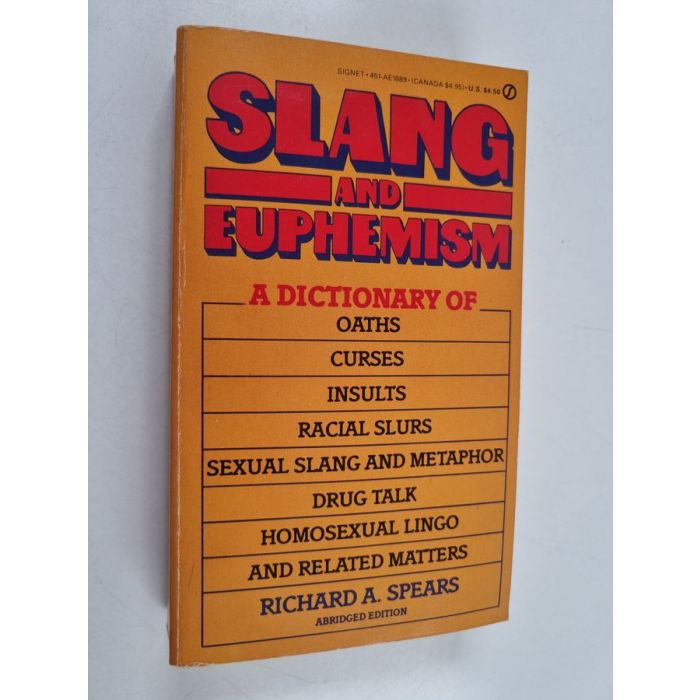 SIGNET • 451-AE1889 • (CANADA $4.95) • U.S. $4.50
SLANG
AND
EUPHEMISM
A DICTIONARY OF
OATHS
CURSES
INSULTS
RACIAL SLURS
SEXUAL SLANG AND METAPHOR
DRUG TALK
HOMOSEXUAL LINGO
AND RELATED MATTERS
RICHARD A. SPEARS
ABRIDGED EDITION